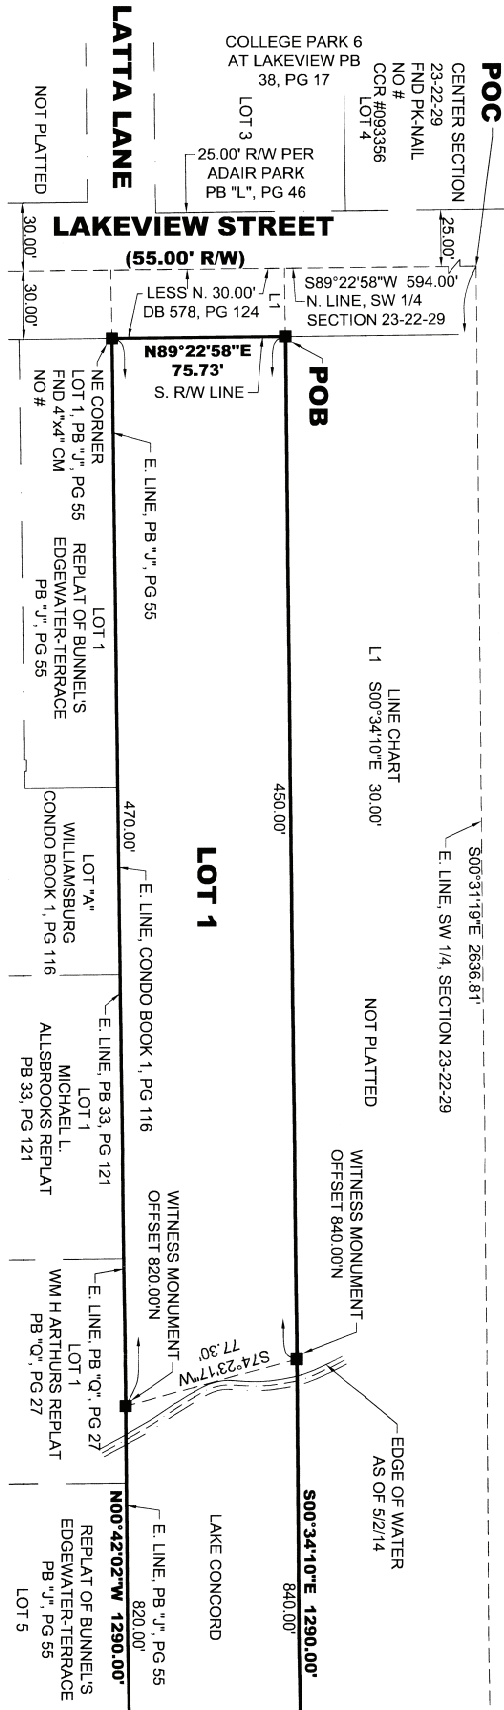 POC
CENTER SECTION
23-22-29
FND PK-NAIL
NO #
CCR #093356
LOT 4
COLLEGE PARK 6
AT LAKEVIEW PB
38, PG 17
LOT 3
25.00' R/W PER
ADAIR PARK
PB "L", PG 46
LATTA LANE
NOT PLATTED
LAKEVIEW STREET
(55.00' R/W)
25.00'
30.00'
30.00'
S89°22'58"W 594.00'
N. LINE, SW 1/4
SECTION 23-22-29
L1
LESS N. 30.00'
DB 578, PG 124
N89°22'58"E
75.73'
S. R/W LINE
POB
NE CORNER
LOT 1, PB "J", PG 55
FND 4"x4" CM
NO #
E. LINE, PB "J", PG 55
LOT 1
REPLAT OF BUNNEL'S
EDGEWATER-TERRACE
PB "J", PG 55
LINE CHART
L1 S00°34'10"E 30.00'
S00°31'19"E 2636.81'
E. LINE, SW 1/4, SECTION 23-22-29
450.00'
470.00'
LOT 1
E. LINE, CONDO BOOK 1, PG 116
LOT "A"
WILLIAMSBURG
CONDO BOOK 1, PG 116
NOT PLATTED
E. LINE, PB 33, PG 121
LOT 1
MICHAEL L.
ALLSBROOKS REPLAT
PB 33, PG 121
WITNESS MONUMENT
OFFSET 840.00'N
WITNESS MONUMENT
OFFSET 820.00'N
S74°23'17"W
77.30'
E. LINE, PB "Q", PG 27
LOT 1
WM H ARTHURS REPLAT
PB "Q", PG 27
EDGE OF WATER
AS OF 5/2/14
LAKE CONCORD
S00°34'10"E 1290.00'
840.00'
E. LINE, PB "J", PG 55
820.00'
N00°42'02"W 1290.00'
REPLAT OF BUNNEL'S
EDGEWATER-TERRACE
PB "J", PG 55
LOT 5